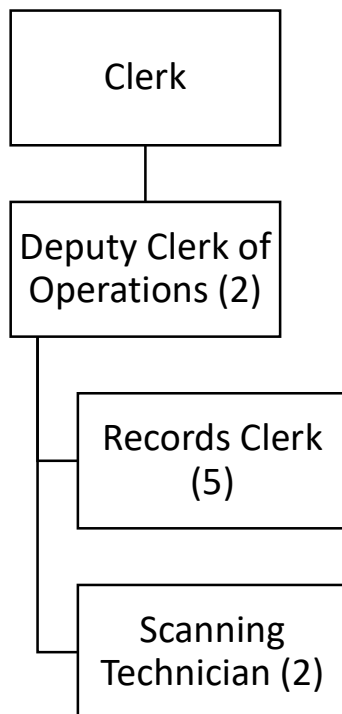 Clerk
Deputy Clerk of
Operations (2)
Records Clerk
(5)
Scanning
Technician (2)